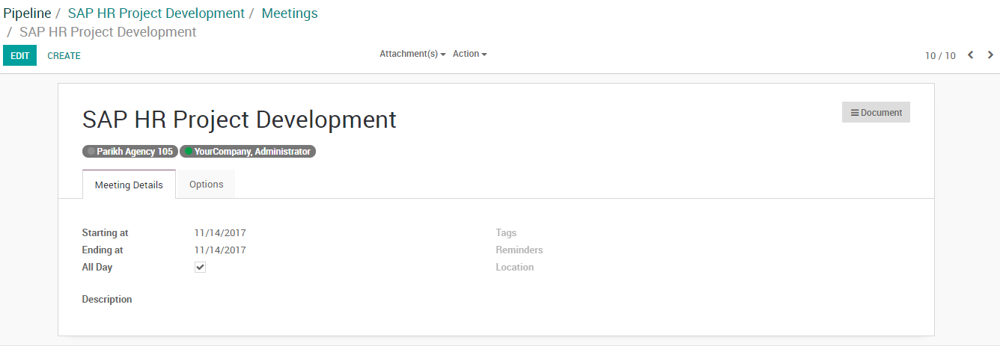 Pipeline / SAP HR Project Development / Meetings
/ SAP HR Project Development
EDIT CREATE Attachment(s) Action 10 / 10
SAP HR Project Development
Document
Parikh Agency 105 YourCompany, Administrator
Meeting Details Options
Starting at 11/14/2017 Tags
Ending at 11/14/2017 Reminders
All Day Location
Description